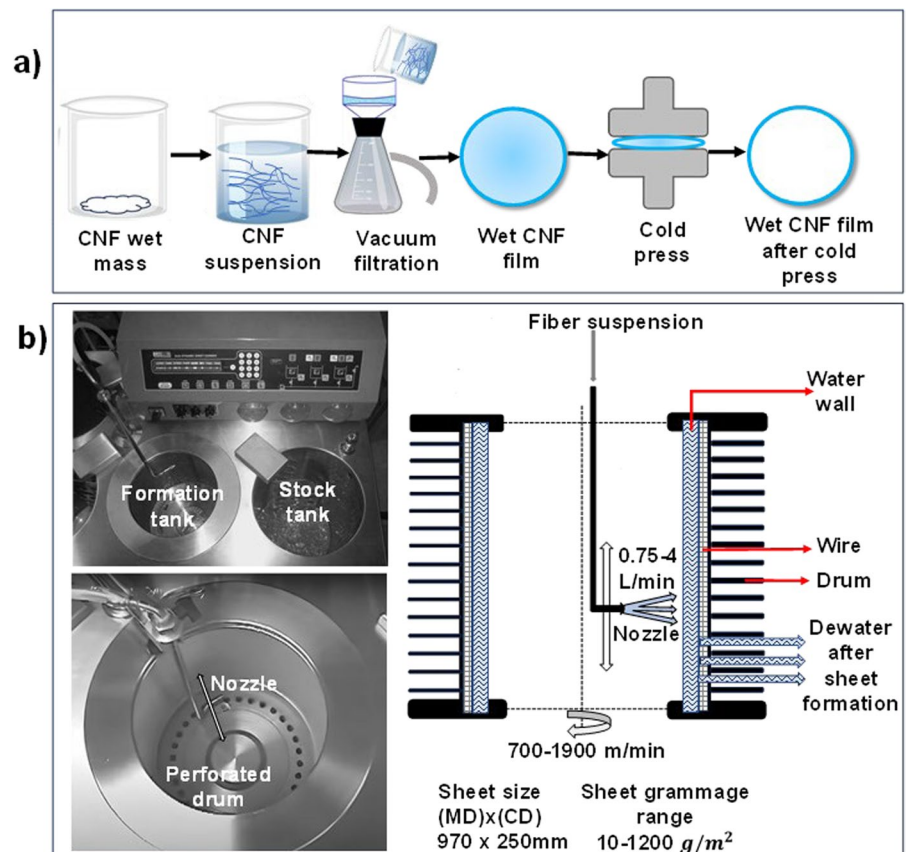 a)
CNF wet
mass
CNF
suspension
Vacuum
filtration
Wet CNF
film
Cold
press
Wet CNF film
after cold
press
b)
Formation
tank
Stock
tank
Nozzle
Perforated
drum
Fiber suspension
Water
wall
0.75-4
L/min
Nozzle
Wire
Drum
Dewater
after
sheet
formation
700-1900 m/min
Sheet size
(MD)x(CD)
970 x 250mm
Sheet grammage
range
10-1200 g/m²